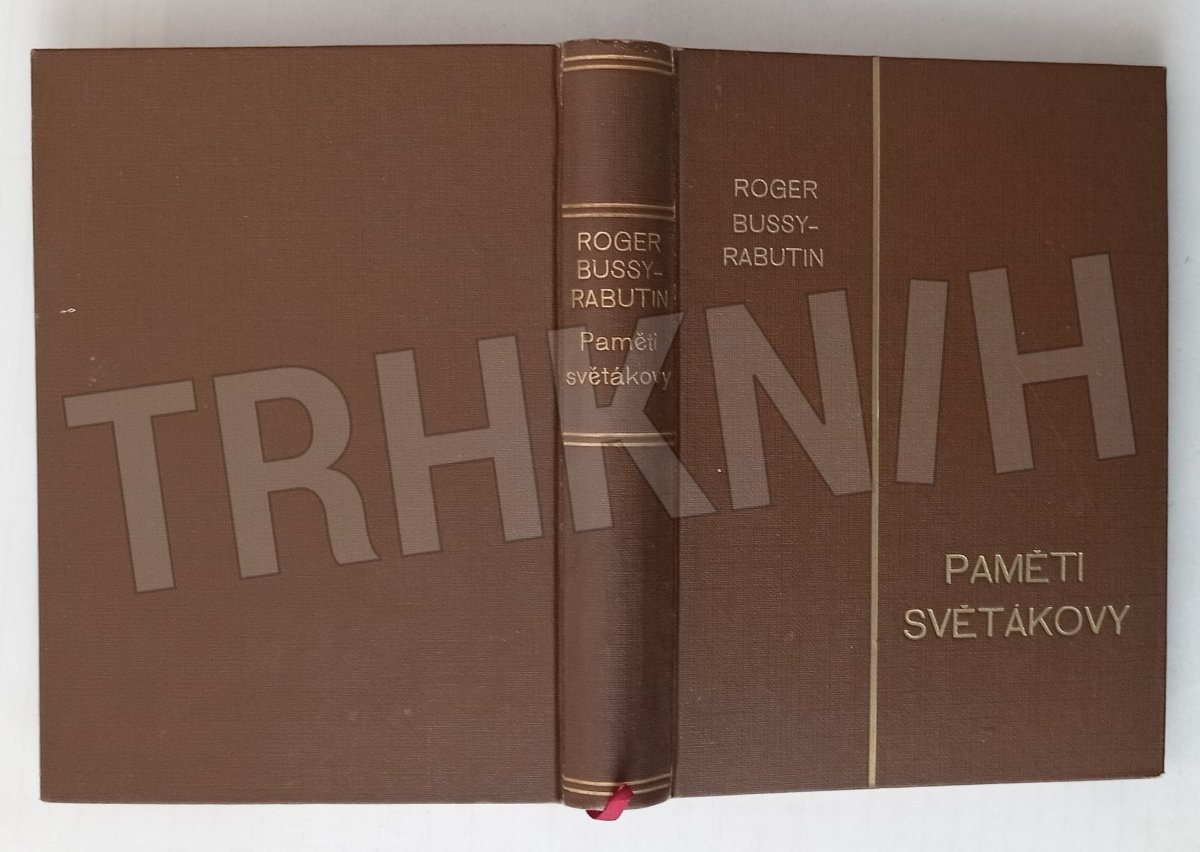 ROGER
BUSSY-
RABUTIN
Paměti
světákovy
ROGER
BUSSY-
RABUTIN
PAMĚTI
SVĚTÁKOVY
TRHKNIH